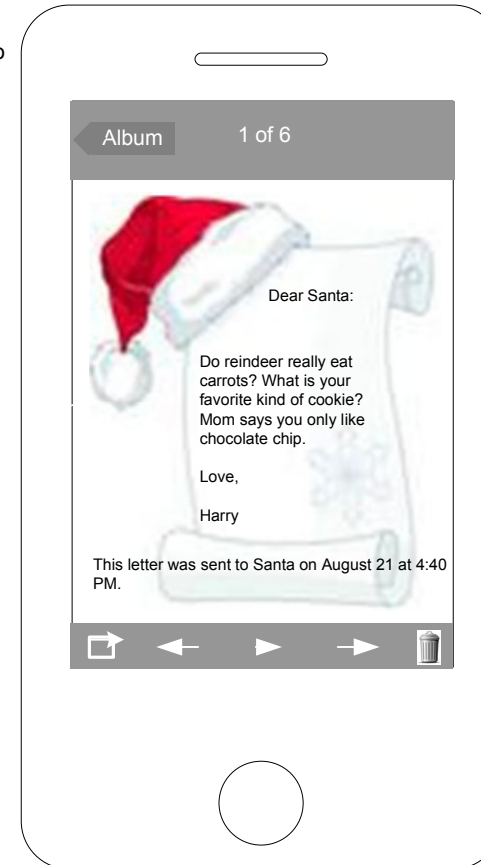 Album
1 of 6
Dear Santa:
Do reindeer really eat
carrots? What is your
favorite kind of cookie?
Mom says you only like
chocolate chip.
Love,
Harry
This letter was sent to Santa on August 21 at 4:40
PM.